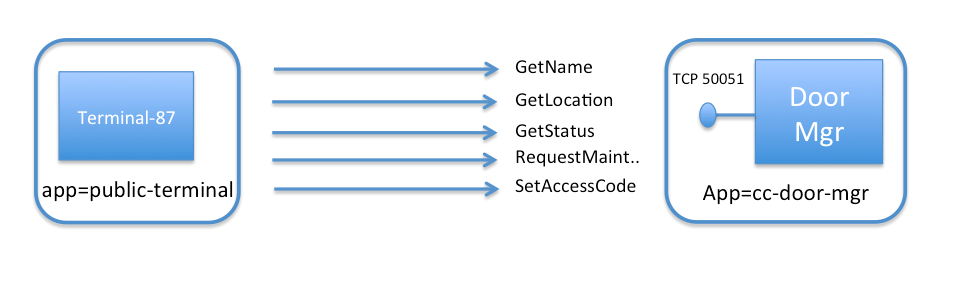 Terminal-87
app=public-terminal
GetName
GetLocation
GetStatus
RequestMaint..
SetAccessCode
TCP 50051
Door
Mgr
App=cc-door-mgr